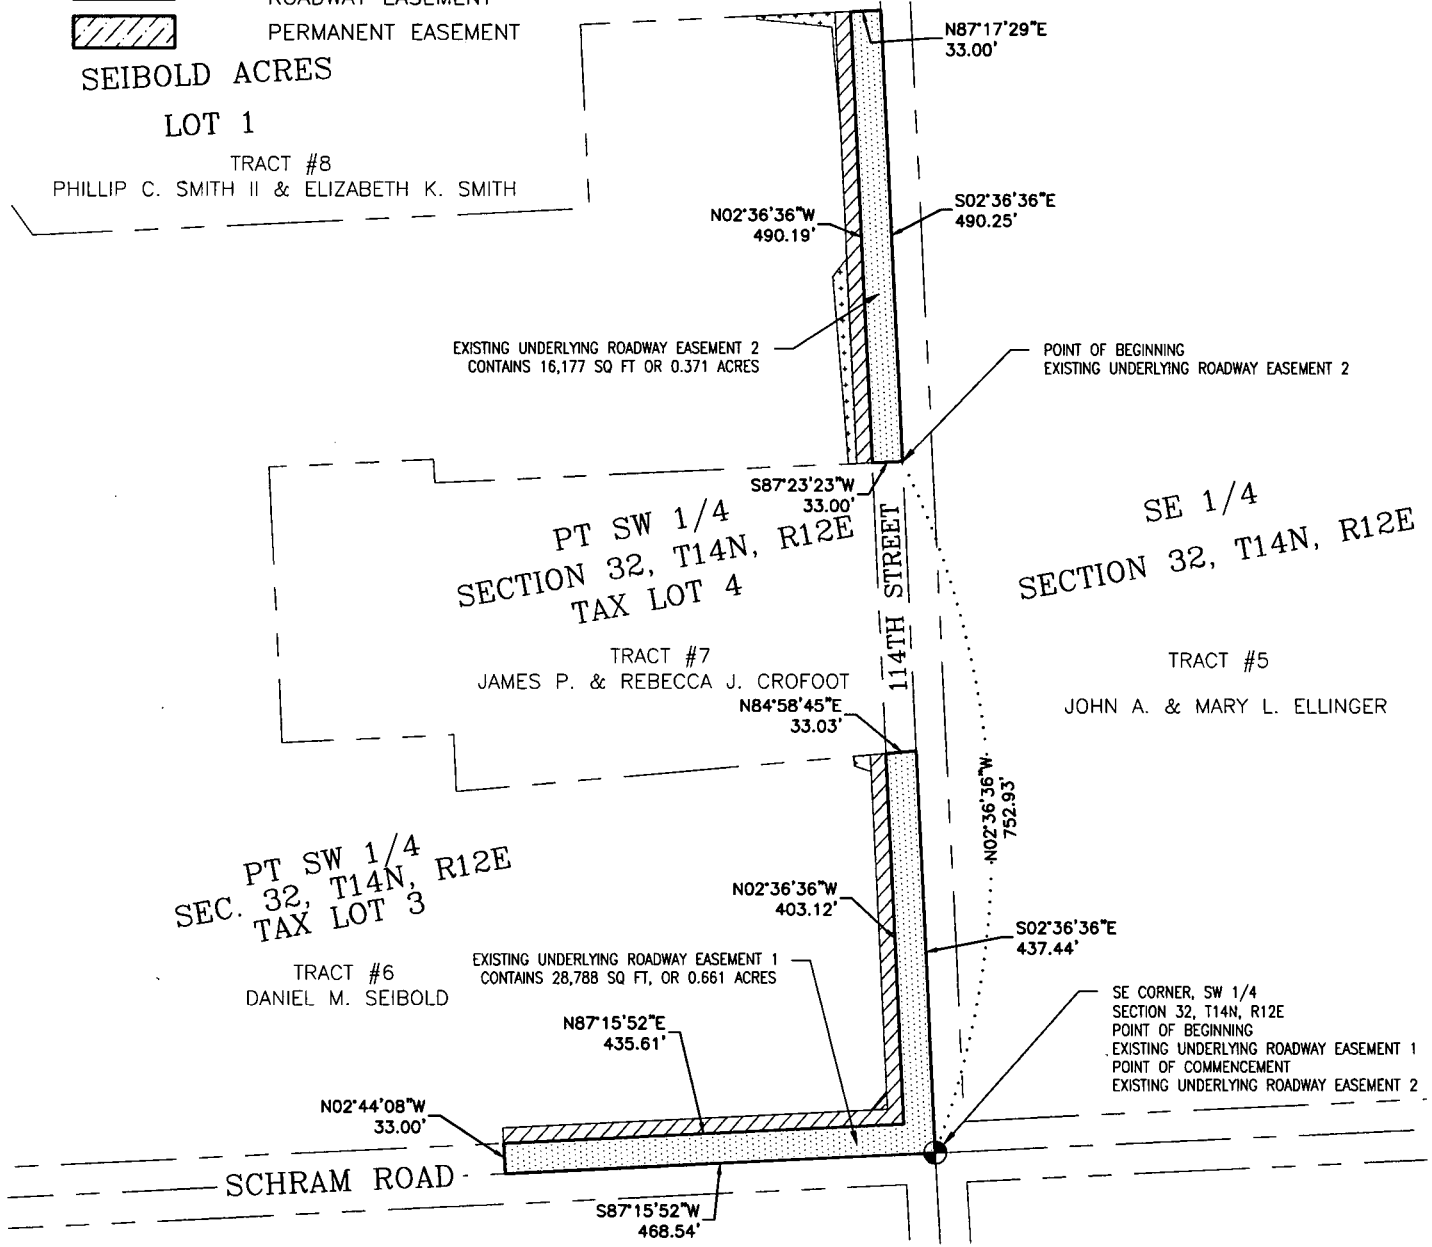 ROADWAY EASEMENT
PERMANENT EASEMENT
SEIBOLD ACRES
LOT 1
TRACT #8
PHILLIP C. SMITH II & ELIZABETH K. SMITH
N87°17'29"E
33.00'
N02°36'36"W
490.19'
S02°36'36"E
490.25'
EXISTING UNDERLYING ROADWAY EASEMENT 2
CONTAINS 16,177 SQ FT OR 0.371 ACRES
POINT OF BEGINNING
EXISTING UNDERLYING ROADWAY EASEMENT 2
S87°23'23"W
33.00'
PT SW 1/4
SECTION 32, T14N, R12E
TAX LOT 4
TRACT #7
JAMES P. & REBECCA J. CROFOOT
114TH STREET
SE 1/4
SECTION 32, T14N, R12E
TRACT #5
JOHN A. & MARY L. ELLINGER
N84°58'45"E
33.03'
N02°36'36"W
752.93'
PT SW 1/4
SEC. 32, T14N, R12E
TAX LOT 3
TRACT #6
DANIEL M. SEIBOLD
N02°36'36"W
403.12'
S02°36'36"E
437.44'
EXISTING UNDERLYING ROADWAY EASEMENT 1
CONTAINS 28,788 SQ FT, OR 0.661 ACRES
SE CORNER, SW 1/4
SECTION 32, T14N, R12E
POINT OF BEGINNING
EXISTING UNDERLYING ROADWAY EASEMENT 1
POINT OF COMMENCEMENT
EXISTING UNDERLYING ROADWAY EASEMENT 2
N87°15'52"E
435.61'
N02°44'08"W
33.00'
SCHRAM ROAD
S87°15'52"W
468.54'